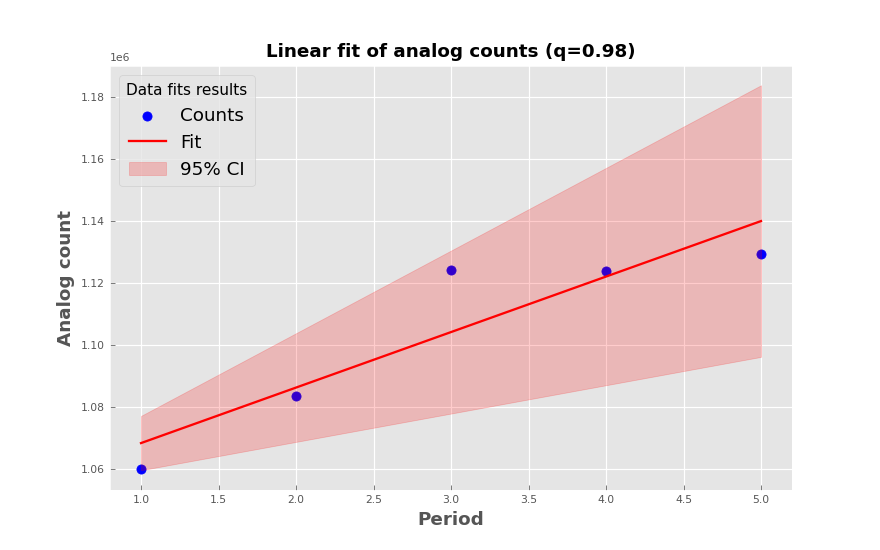 Linear fit of analog counts (q=0.98)
1e6
Data fits results
Counts
Fit
95% CI
1.18
1.16
1.14
1.12
1.10
1.08
1.06
Analog count
1.0 1.5 2.0 2.5 3.0 3.5 4.0 4.5 5.0
Period